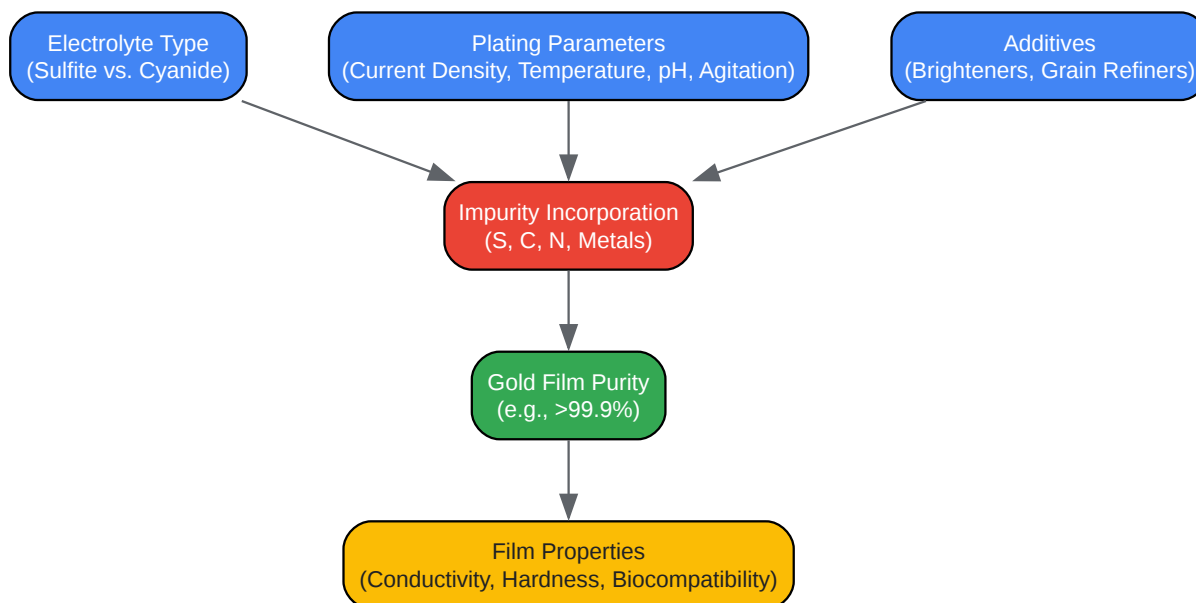 Electrolyte Type
(Sulfite vs. Cyanide)
Plating Parameters
(Current Density, Temperature, pH, Agitation)
Additives
(Brighteners, Grain Refiners)
Impurity Incorporation
(S, C, N, Metals)
Gold Film Purity
(e.g., >99.9%)
Film Properties
(Conductivity, Hardness, Biocompatibility)